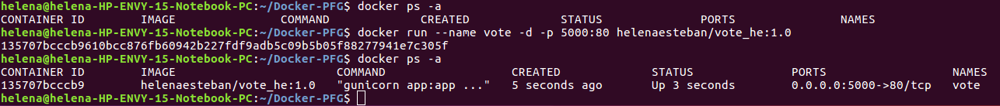 helena@helena-HP-ENVY-15-Notebook-PC:~/Docker-PFG$ docker ps -a
CONTAINER ID IMAGE COMMAND CREATED STATUS PORTS NAMES
helena@helena-HP-ENVY-15-Notebook-PC:~/Docker-PFG$ docker run --name vote -d -p 5000:80 helenaesteban/vote_he:1.0
135707bcccb9610bcc876fb60942b227fdf9adb5c09b5b05f88277941e7c305f
helena@helena-HP-ENVY-15-Notebook-PC:~/Docker-PFG$ docker ps -a
CONTAINER ID IMAGE COMMAND CREATED STATUS PORTS NAMES
135707bcccb9 helenaesteban/vote_he:1.0 "gunicorn app:app ..." 5 seconds ago Up 3 seconds 0.0.0.0:5000->80/tcp vote
helena@helena-HP-ENVY-15-Notebook-PC:~/Docker-PFG$